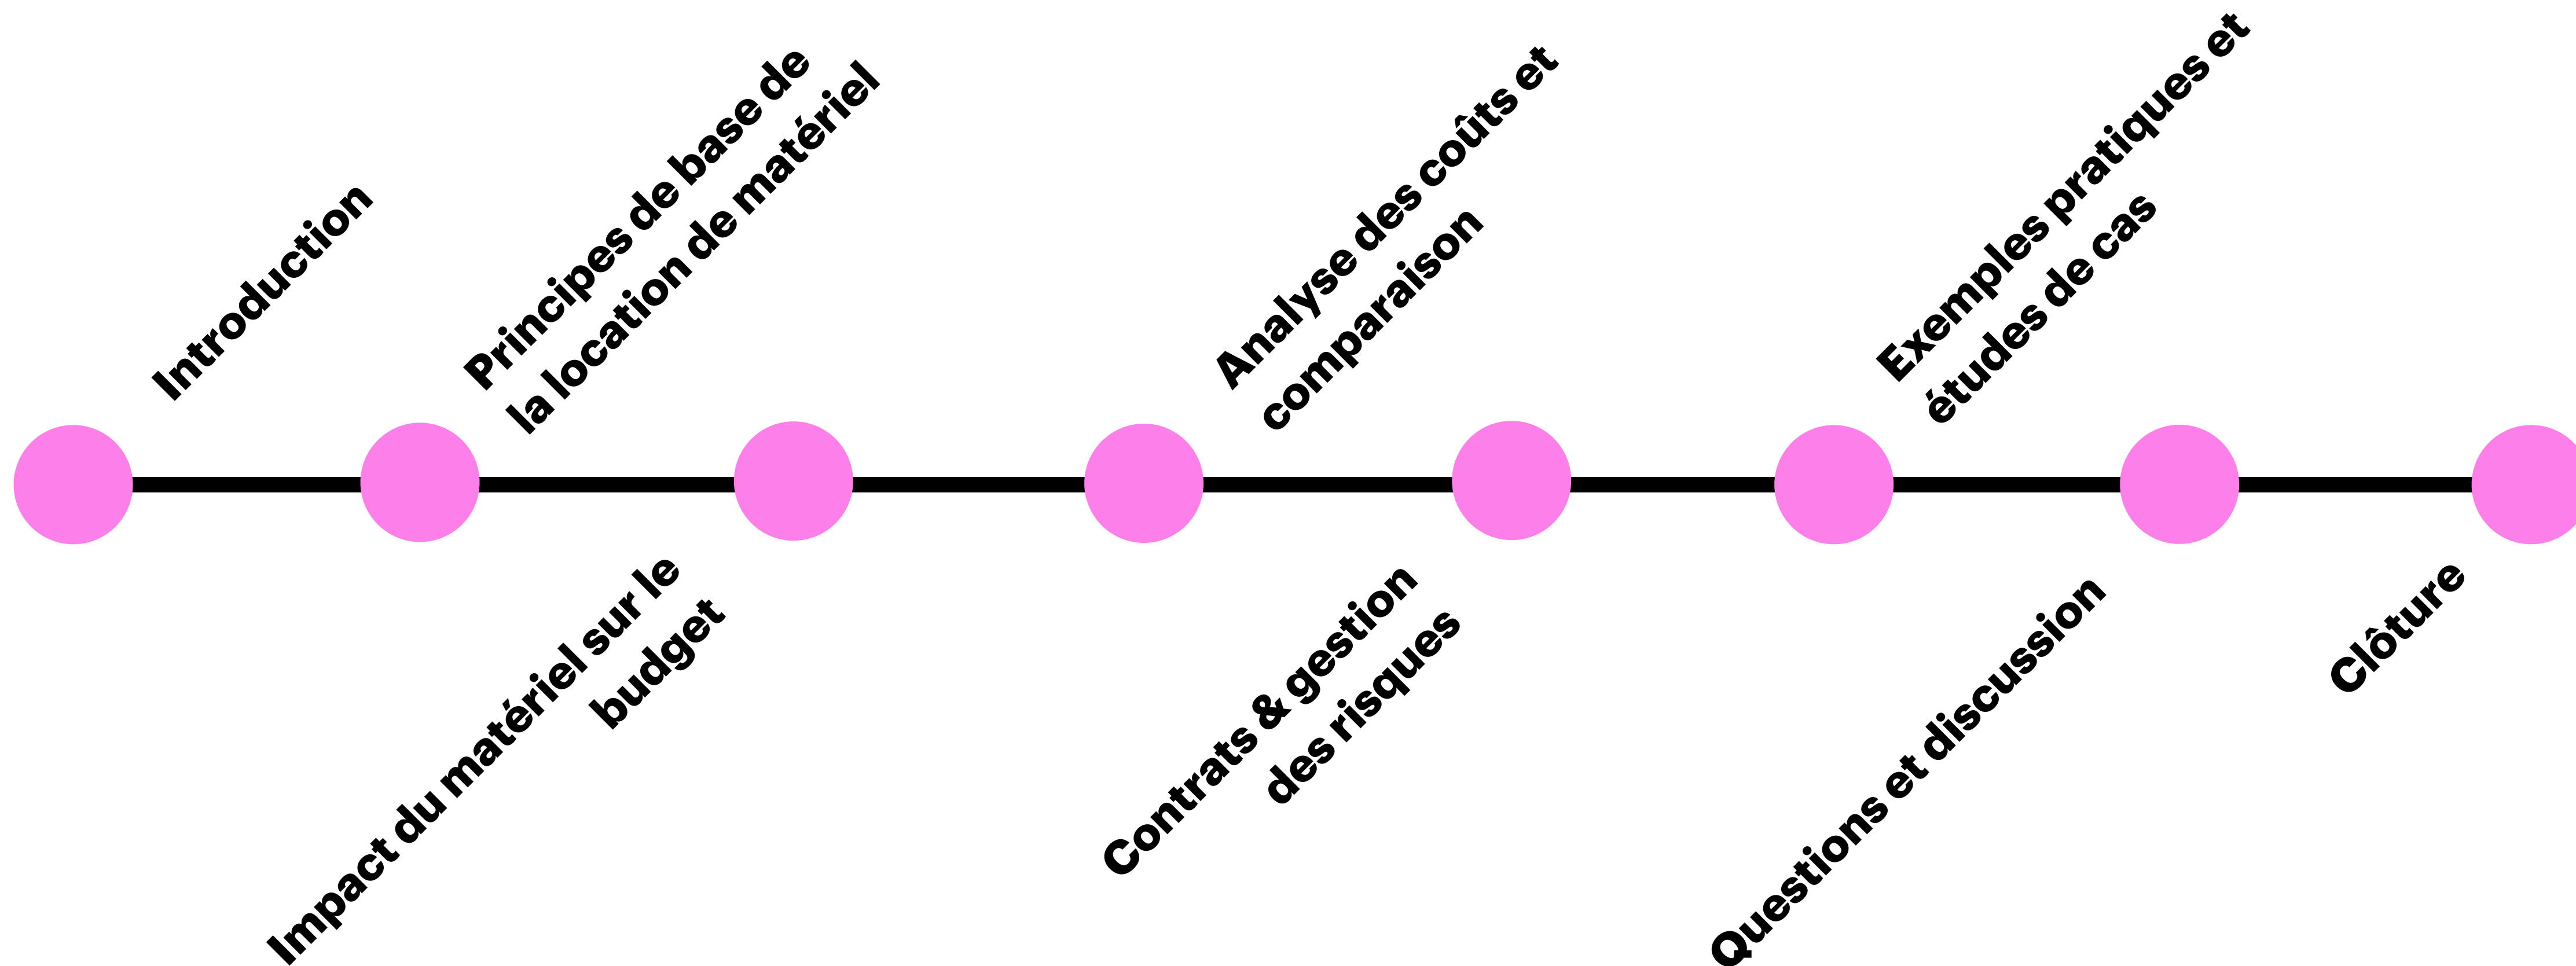 Introduction
Principes de base de
la location de matériel
Impact du matériel sur le
budget
Analyse des coûts et
comparaison
Contrats & gestion
des risques
Exemples pratiques et
études de cas
Questions et discussion
Clôture